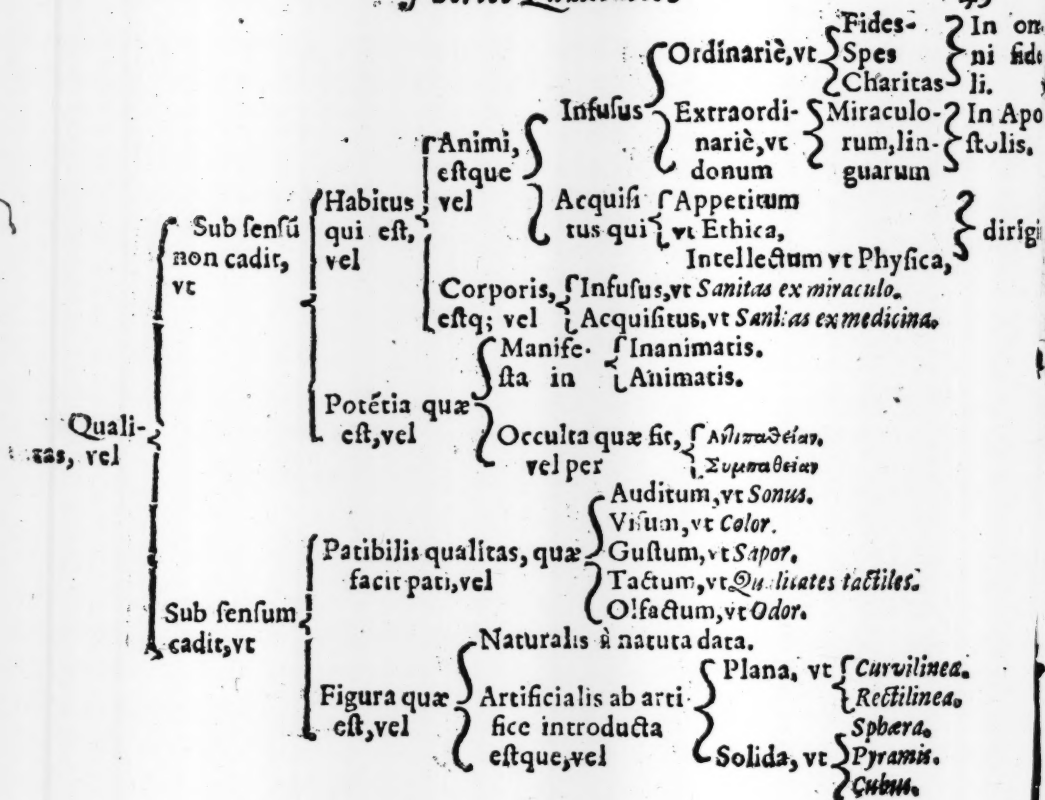 Fides-
Spes
Charitas
In om
ni fide
li.
Ordinariè, vt
Infuſus
Extraordi-
nariè, vt
donum
Miraculo-
rum, lin-
guarum
In Apo
ſtolis.
Animi,
eſtque
vel
Habitus
qui eſt,
vel
Acquiſi
tus qui
Appetitum
vt Ethica,
Intellectum vt Phyſica,
dirigi
Sub ſenſū
non cadit,
vt
Corporis,
eſtq; vel
Infuſus, vt Sanitas ex miraculo.
Acquiſitus, vt Sanitas ex medicina.
Manife-
ſta in
Inanimatis.
Animatis.
Potētia quæ
eſt, vel
Occulta quæ fit,
vel per
Ἀντιπαθείαν.
Συμπαθείαν
Quali-
tas, vel
Auditum, vt Sonus.
Viſum, vt Color.
Guſtum, vt Sapor.
Tactum, vt Qualitates tactiles.
Olfactum, vt Odor.
Patibilis qualitas, quæ
facit pati, vel
Sub ſenſum
cadit, vt
Naturalis à natura data.
Figura quæ
eſt, vel
Artificialis ab arti
fice introducta
eſtque, vel
Plana, vt
Curvilinea.
Rectilinea.
Solida, vt
Sphæra.
Pyramis.
Cubus.